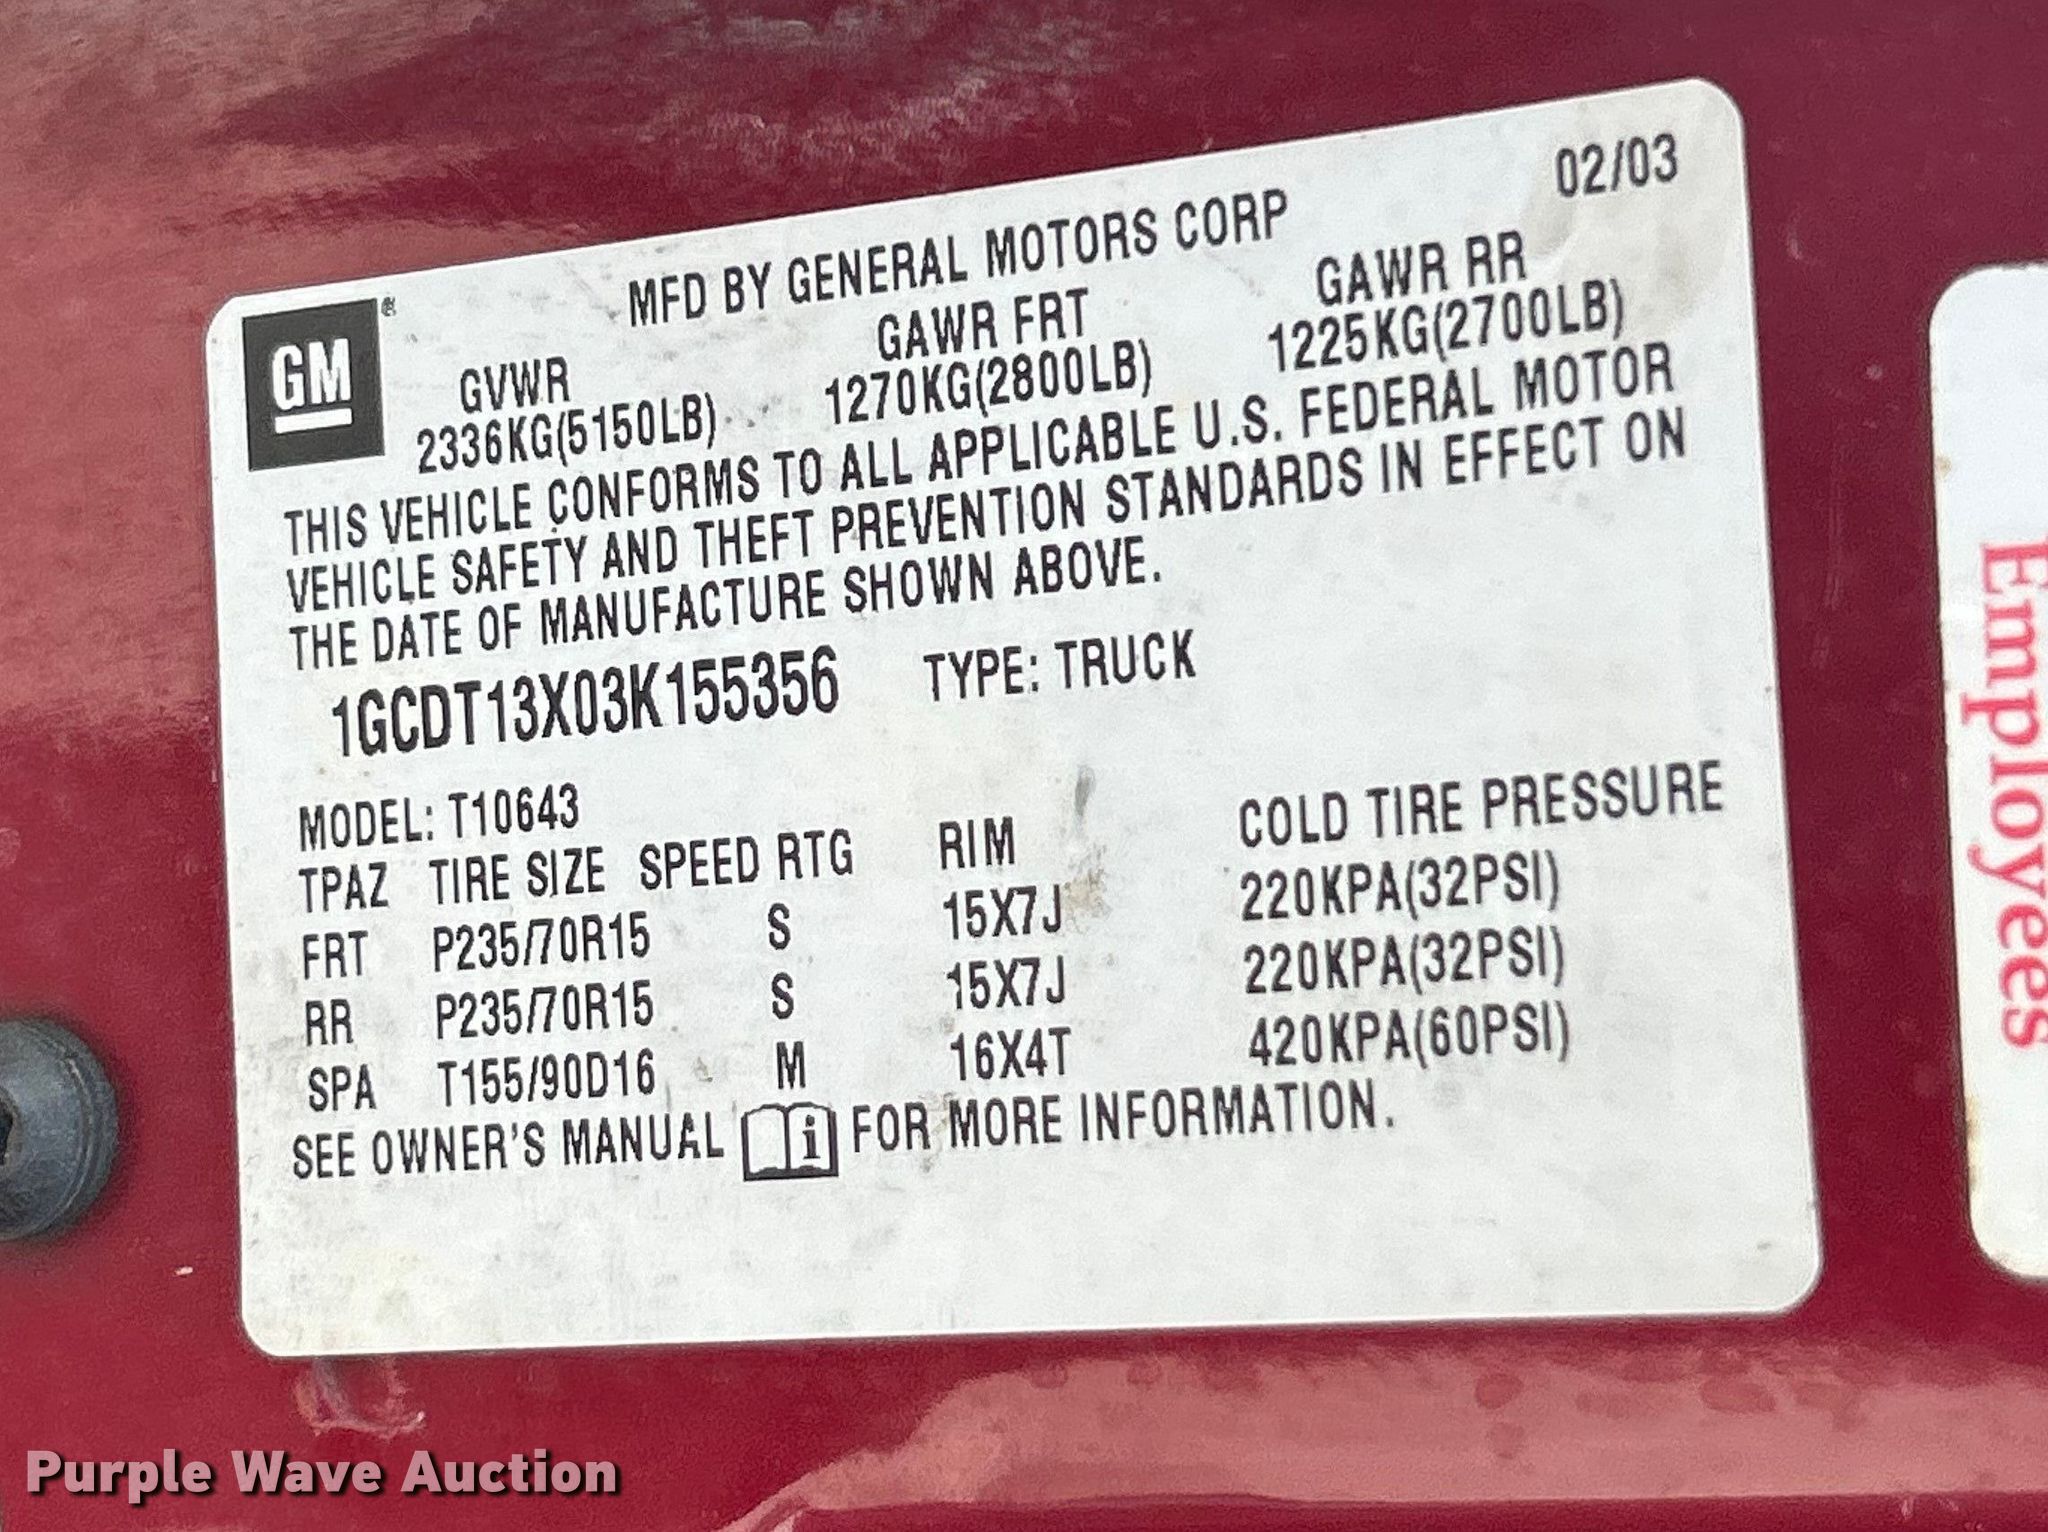 02/03
MFD BY GENERAL MOTORS CORP
GM
GVWR GAWR FRT GAWR RR
2336KG(5150LB) 1270KG(2800LB) 1225KG(2700LB)
THIS VEHICLE CONFORMS TO ALL APPLICABLE U.S. FEDERAL MOTOR
VEHICLE SAFETY AND THEFT PREVENTION STANDARDS IN EFFECT ON
THE DATE OF MANUFACTURE SHOWN ABOVE.
1GCDT13X03K155356 TYPE: TRUCK
MODEL: T10643
TPAZ TIRE SIZE SPEED RTG RIM COLD TIRE PRESSURE
FRT P235/70R15 S 15X7J 220KPA(32PSI)
RR P235/70R15 S 15X7J 220KPA(32PSI)
SPA T155/90D16 M 16X4T 420KPA(60PSI)
SEE OWNER'S MANUAL i FOR MORE INFORMATION.
Employees
Purple Wave Auction